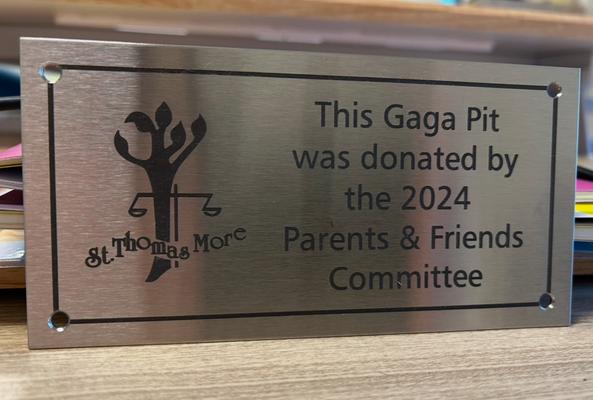 St. Thomas More
This Gaga Pit
was donated by
the 2024
Parents & Friends
Committee